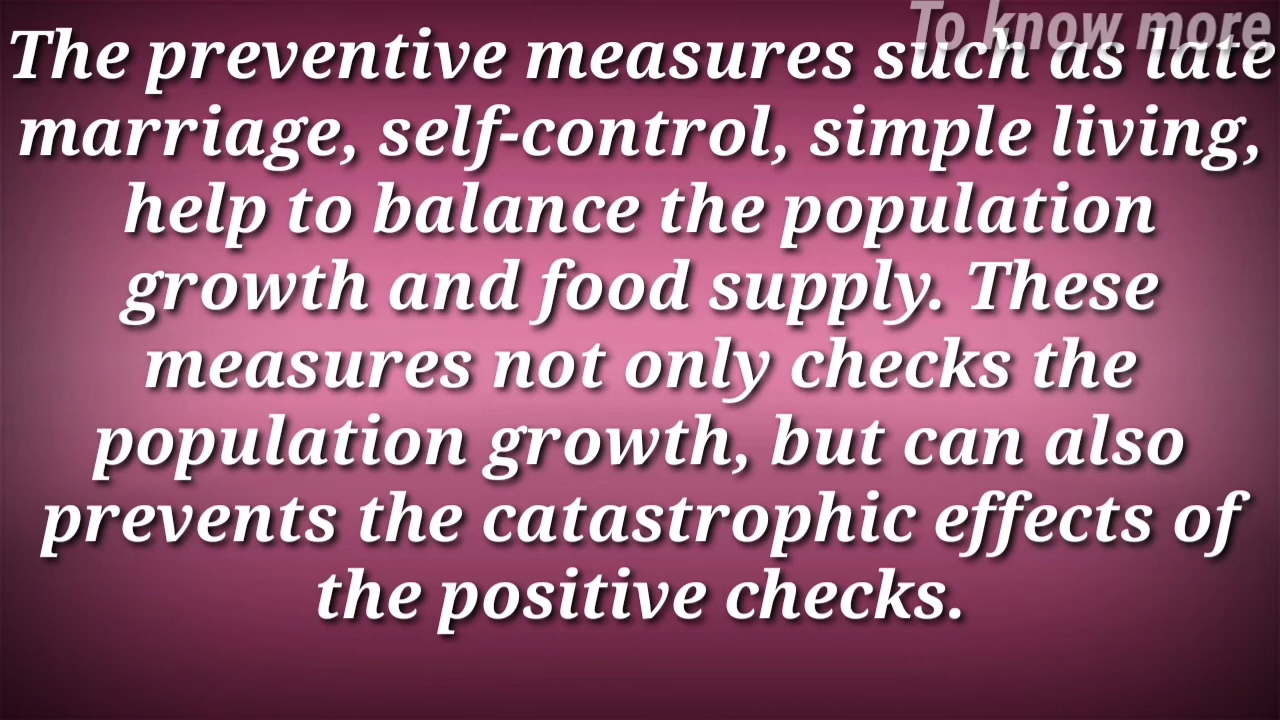 To know more
The preventive measures such as late
marriage, self-control, simple living,
help to balance the population
growth and food supply. These
measures not only checks the
population growth, but can also
prevents the catastrophic effects of
the positive checks.